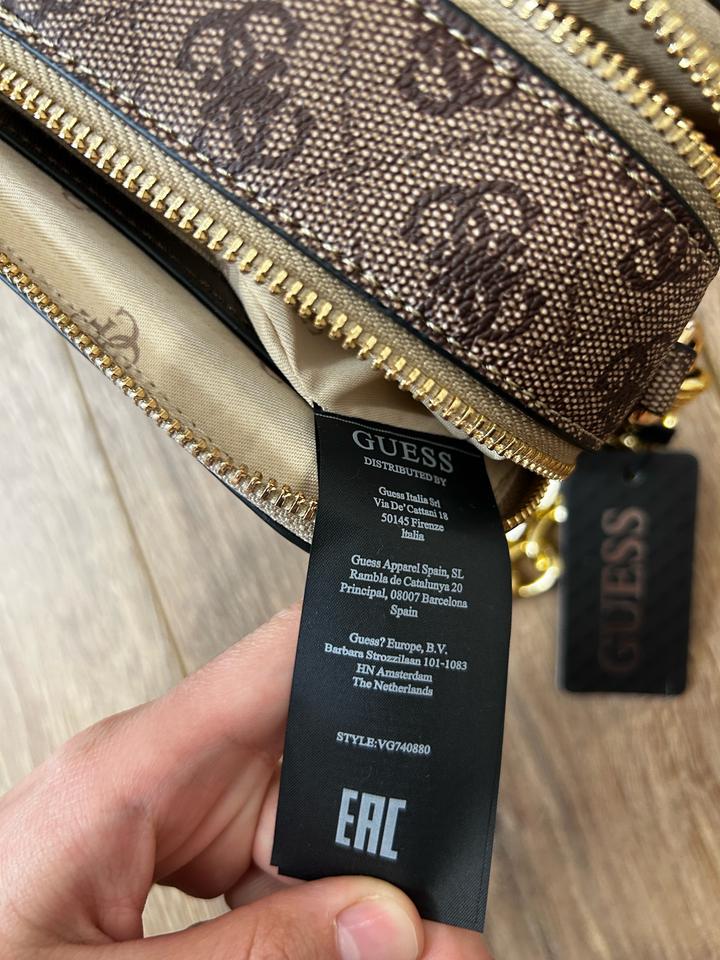 GUESS
DISTRIBUTED BY
Guess Italia Srl
Via De' Cattani 18
50145 Firenze
Italia
Guess Apparel Spain, SL
Rambla de Catalunya 20
Principal, 08007 Barcelona
Spain
Guess? Europe, B.V.
Barbara Strozzilaan 101-1083
HN Amsterdam
The Netherlands
STYLE:VG740880
EAC
GUESS